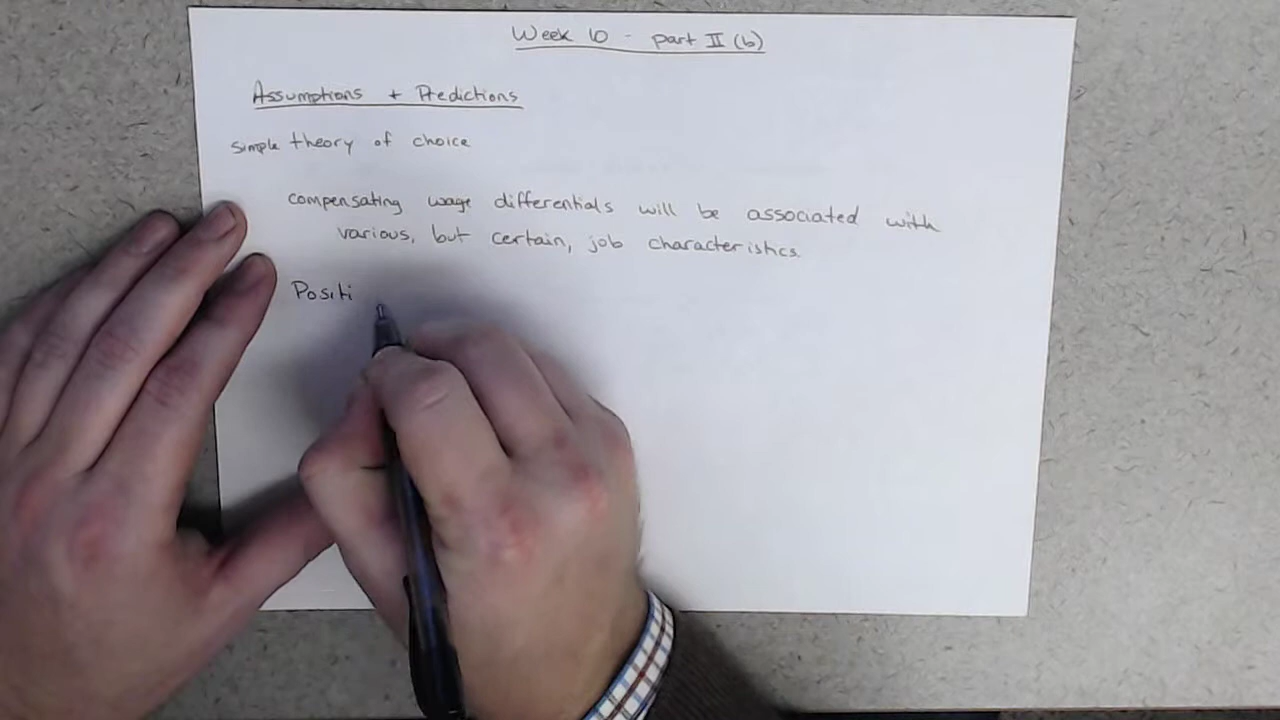 Week 10 - part II (b)
Assumptions + Predictions
simple theory of choice
compensating wage differentials will be associated with
various, but certain, job characteristics.
Positi